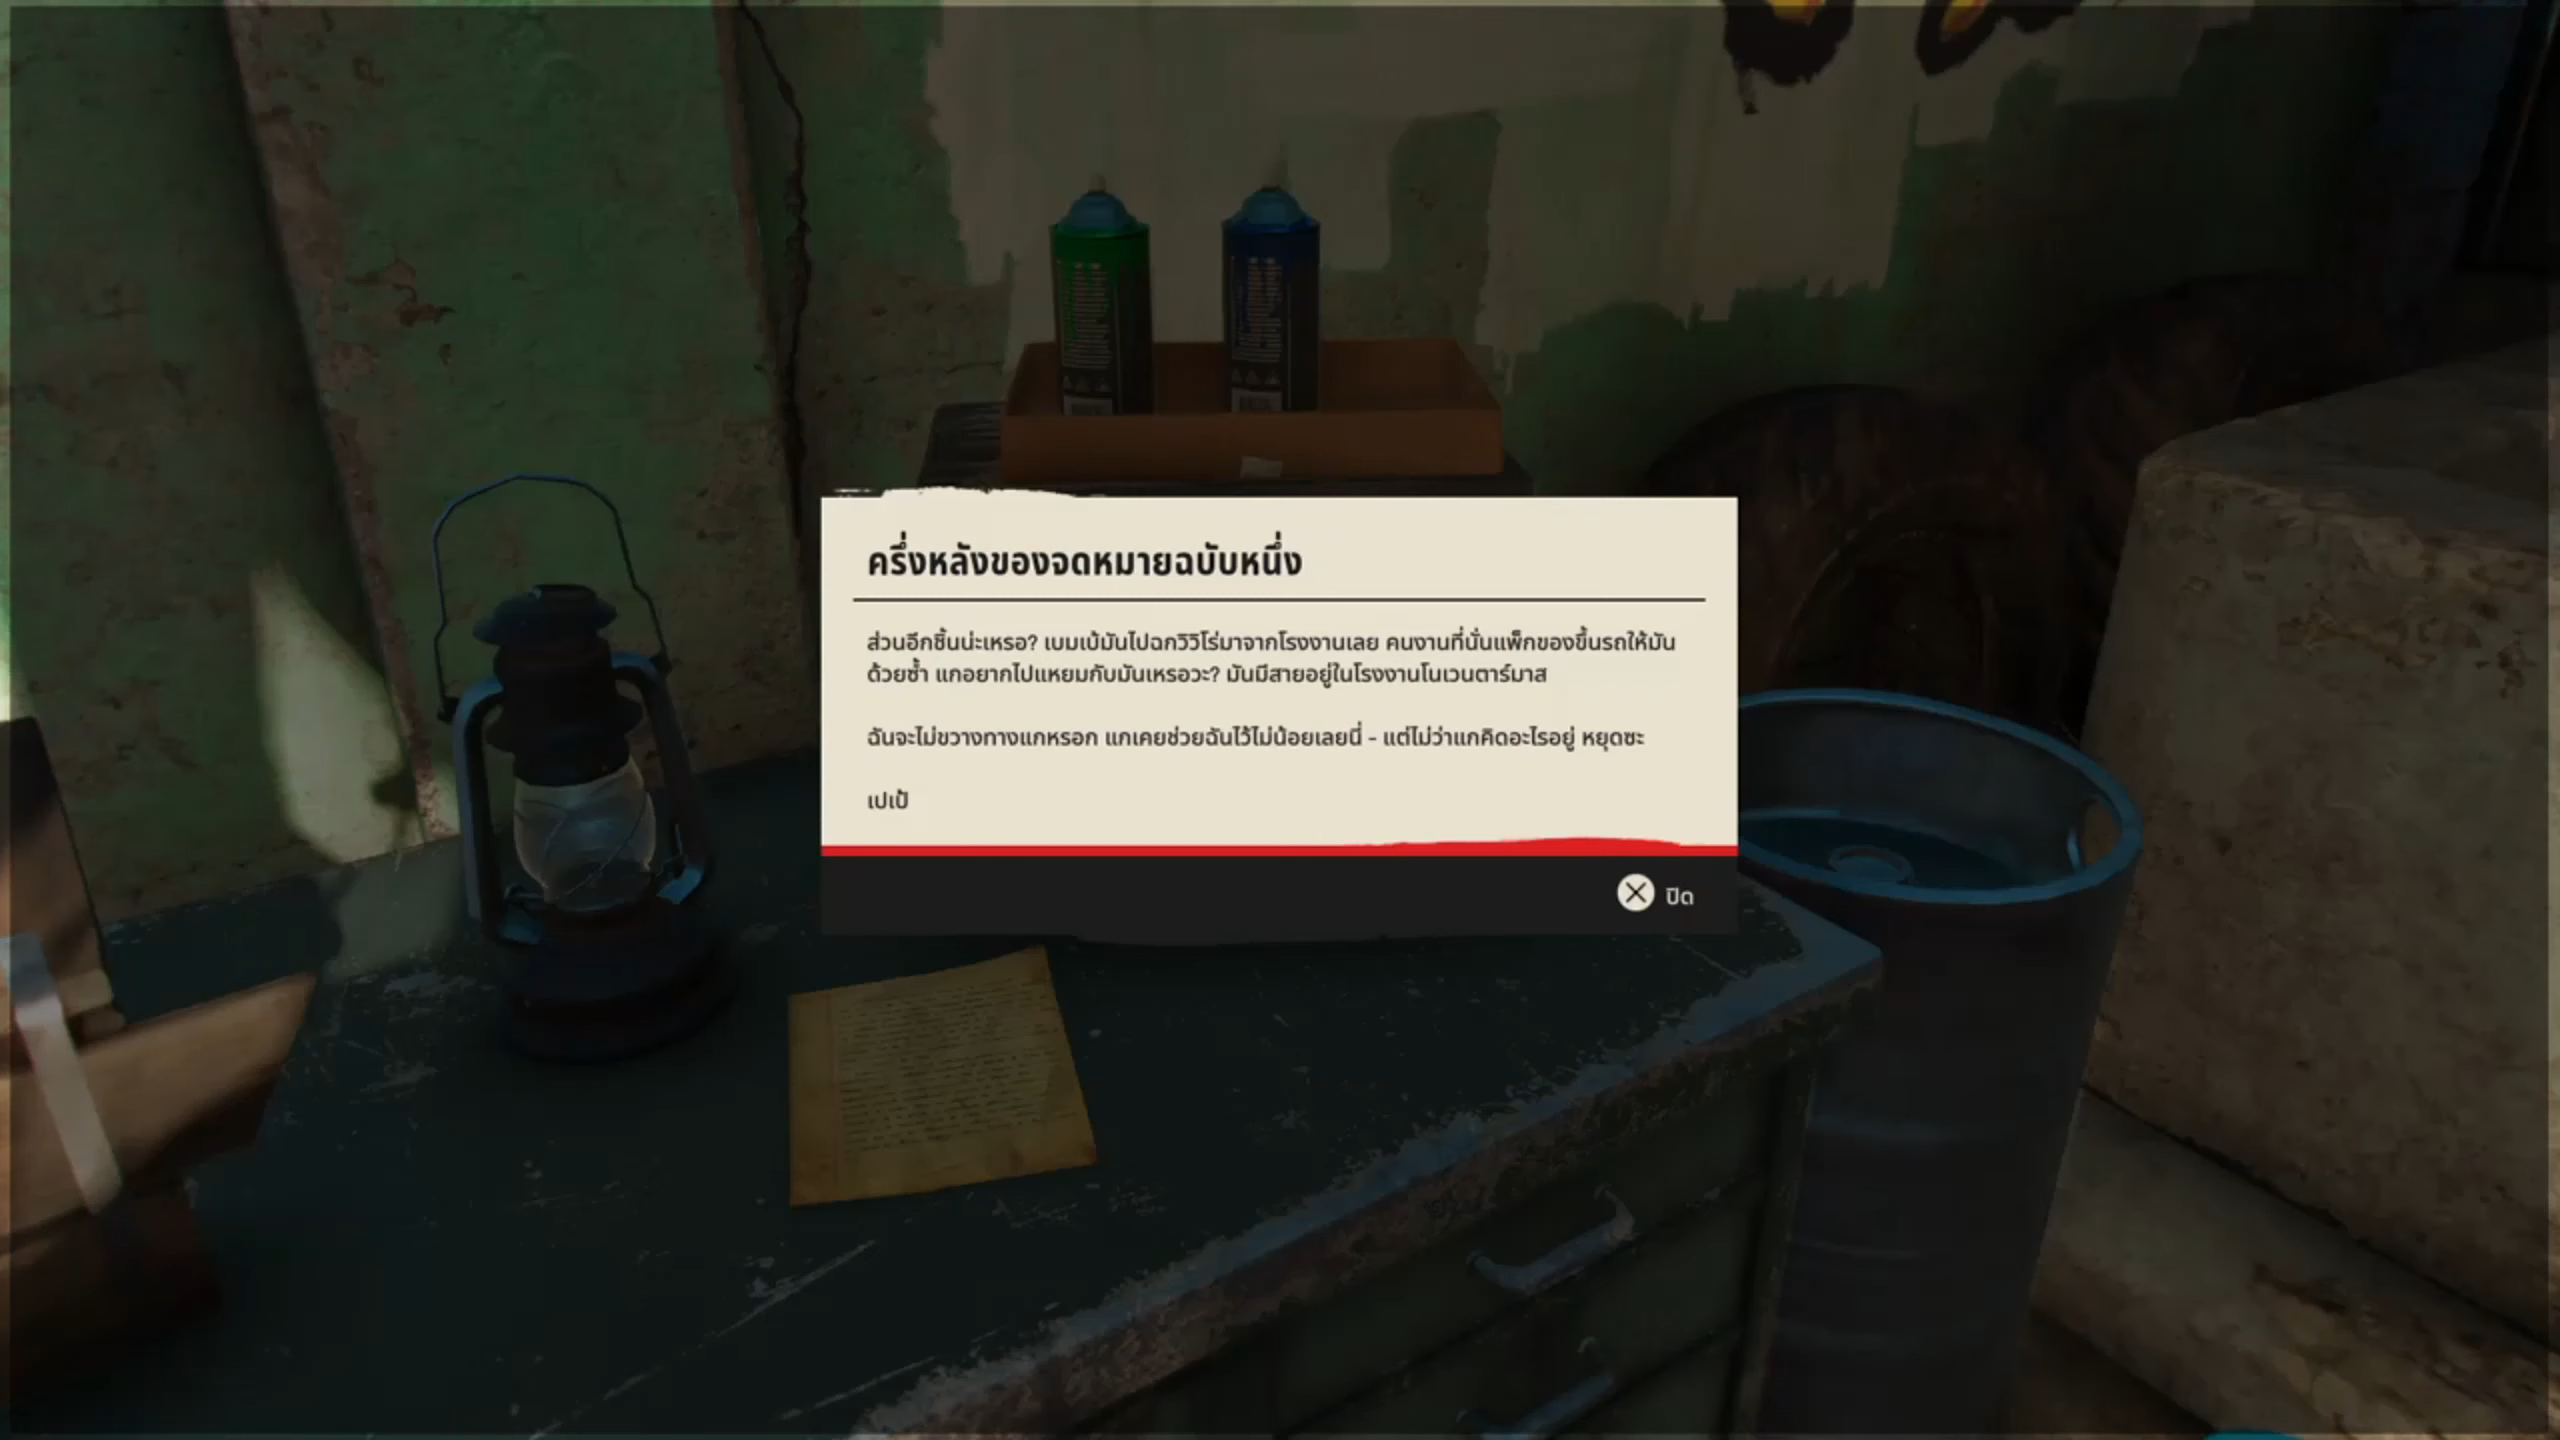 ครึ่งหลังของจดหมายฉบับหนึ่ง
ส่วนอีกชิ้นน่ะเหรอ? เบมเบ้มันไปฉกวิวิโร่มาจากโรงงานเลย คนงานที่นั่นแพ็กของขึ้นรถให้มัน
ด้วยซ้ำ แกอยากไปแหยมกับมันเหรอวะ? มันมีสายอยู่ในโรงงานโนเวนตาร์มาส
ฉันจะไม่ขวางทางแกหรอก แกเคยช่วยฉันไว้ไม่น้อยเลยนี่ - แต่ไม่ว่าแกคิดอะไรอยู่ หยุดซะ
เปเป้
ปิด